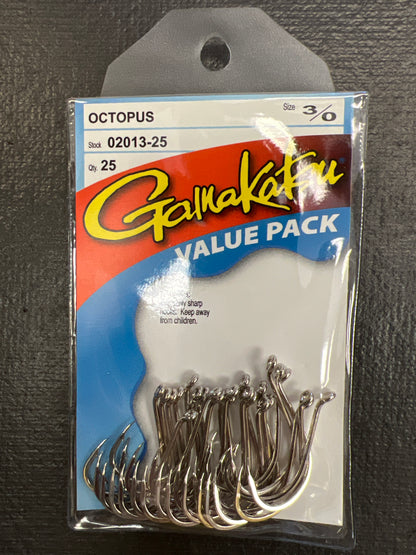 OCTOPUS
Size 3/0
Stock 02013-25
Qty. 25
Gamakatsu
VALUE PACK
sharp
hooks. Keep away
from children.